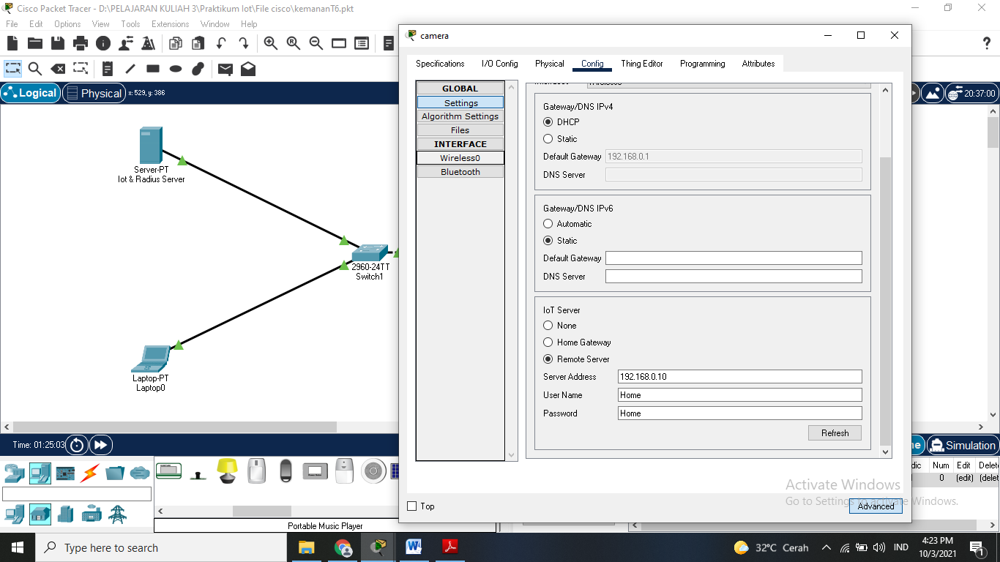 Cisco Packet Tracer - D:\PELAJARAN KULIAH 3\Praktikum Iot\File cisco\kemananT6.pkt
File Edit Options View Tools Extensions Window Help
camera
Specifications I/O Config Physical Config Thing Editor Programming Attributes
Logical Physical x: 529, y: 386
20:37:00
GLOBAL
Settings
Algorithm Settings
Files
INTERFACE
Wireless0
Bluetooth
Gateway/DNS IPv4
DHCP
Static
Default Gateway 192.168.0.1
DNS Server
Gateway/DNS IPv6
Automatic
Static
Default Gateway
DNS Server
IoT Server
None
Home Gateway
Remote Server
Server Address 192.168.0.10
User Name Home
Password Home
Refresh
Top
Advanced
Server-PT
Iot & Radius Server
2960-24TT
Switch1
Laptop-PT
Laptop0
Time: 01:25:03
Simulation
Num Edit
0 (edit)
Portable Music Player
Activate Windows
Go to Settings to activate Windows.
Type here to search
32°C Cerah
IND
4:23 PM
10/3/2021
1